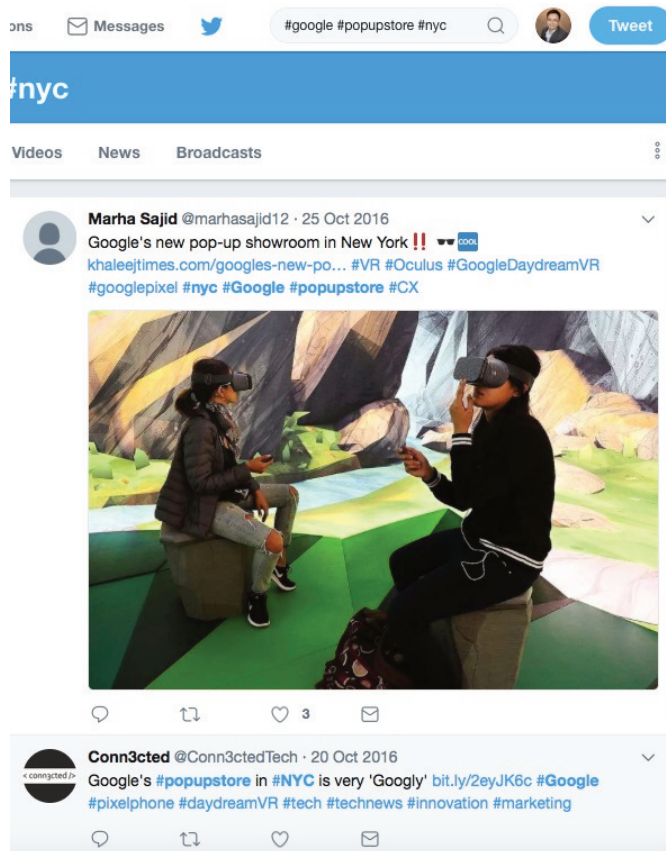 ons Messages #google #popupstore #nyc Tweet
#nyc
Videos News Broadcasts
Marha Sajid @marhasajid12 · 25 Oct 2016
Google's new pop-up showroom in New York ‼️ 🕶️🆒
khaleejtimes.com/googles-new-po… #VR #Oculus #GoogleDaydreamVR
#googlepixel #nyc #Google #popupstore #CX
3
Conn3cted @Conn3ctedTech · 20 Oct 2016
< conn3cted />
Google's #popupstore in #NYC is very 'Googly' bit.ly/2eyJK6c #Google
#pixelphone #daydreamVR #tech #technews #innovation #marketing